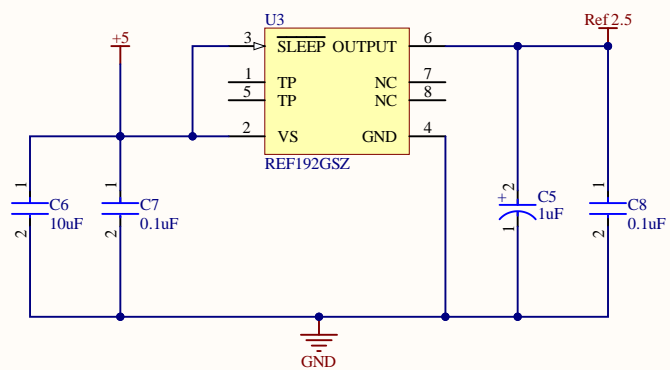 U3
+5
Ref 2.5
3 SLEEP OUTPUT 6
1 TP NC 7
5 TP NC 8
2 VS GND 4
REF192GSZ
1 C6 10uF 2
1 C7 0.1uF 2
+ 2 C5 1uF 1
1 C8 0.1uF 2
GND